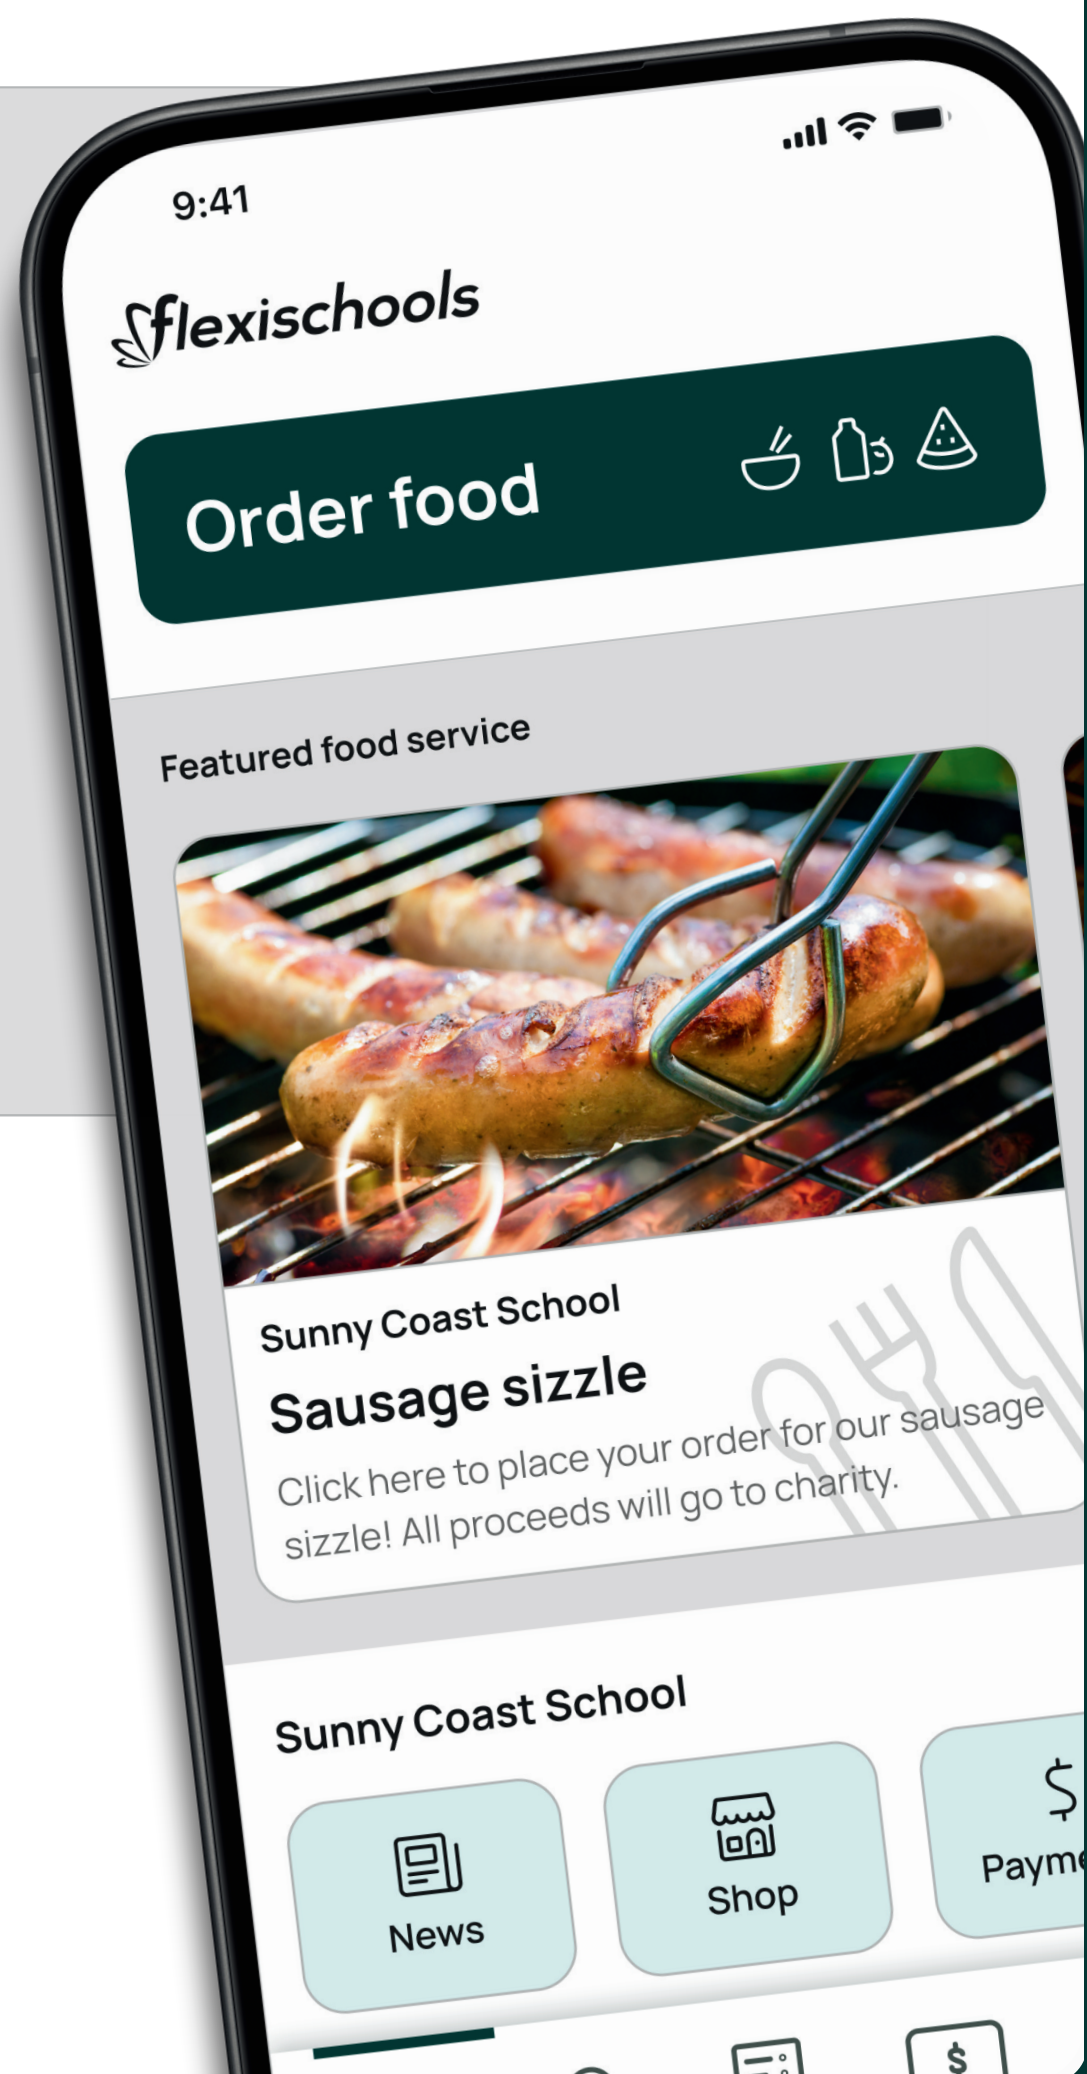 9:41
flexischools
Order food
Featured food service
Sunny Coast School
Sausage sizzle
Click here to place your order for our sausage
sizzle! All proceeds will go to charity.
Sunny Coast School
$
News
Shop
$